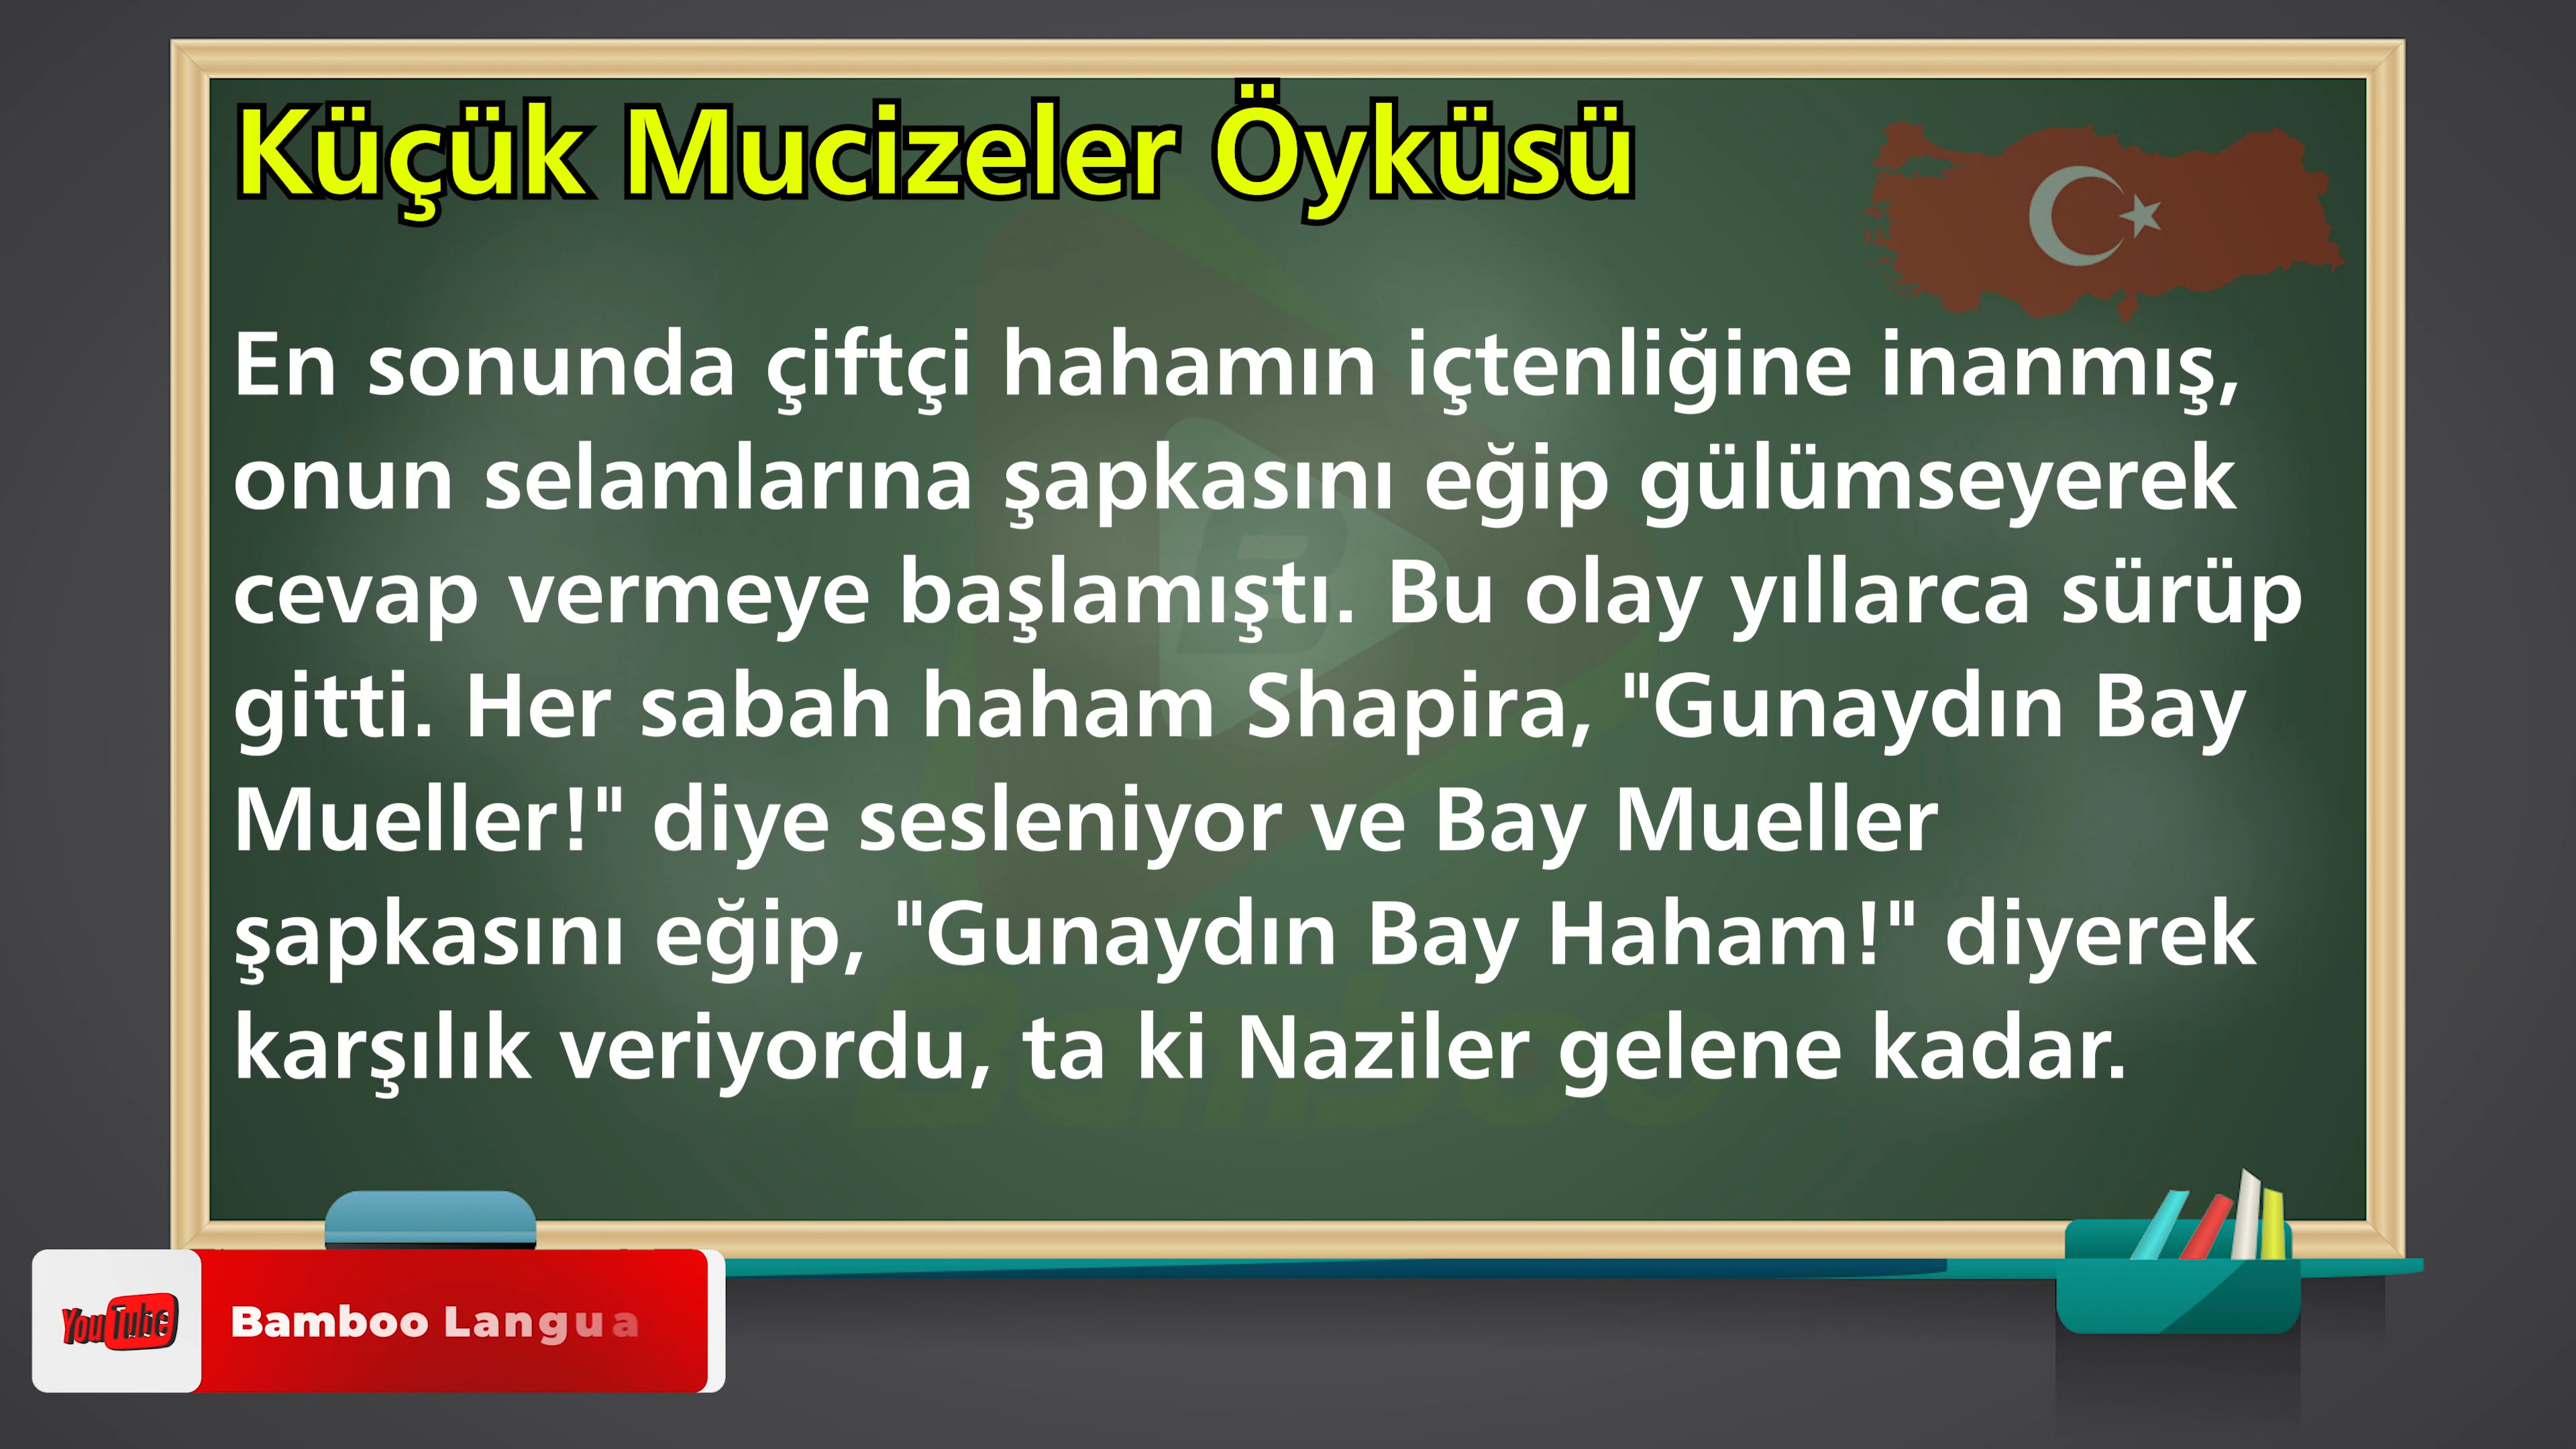 Küçük Mucizeler Öyküsü
En sonunda çiftçi hahamın içtenliğine inanmış,
onun selamlarına şapkasını eğip gülümseyerek
cevap vermeye başlamıştı. Bu olay yıllarca sürüp
gitti. Her sabah haham Shapira, "Gunaydın Bay
Mueller!" diye sesleniyor ve Bay Mueller
şapkasını eğip, "Gunaydın Bay Haham!" diyerek
karşılık veriyordu, ta ki Naziler gelene kadar.
YouTube
Bamboo Langua